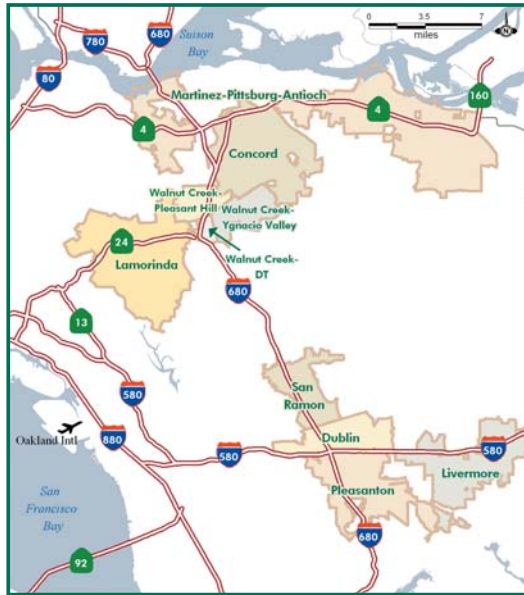 680
Suison
Bay
0 3.5 7
miles
N
780
80
Martinez-Pittsburg-Antioch
160
4
4
Concord
Walnut Creek-
Pleasant Hill
Walnut Creek-
Ygnacio Valley
24
Lamorinda
Walnut Creek-
DT
680
13
San
Ramon
580
Oakland Intl
880
Dublin
580
580
Livermore
Pleasanton
San
Francisco
Bay
680
92